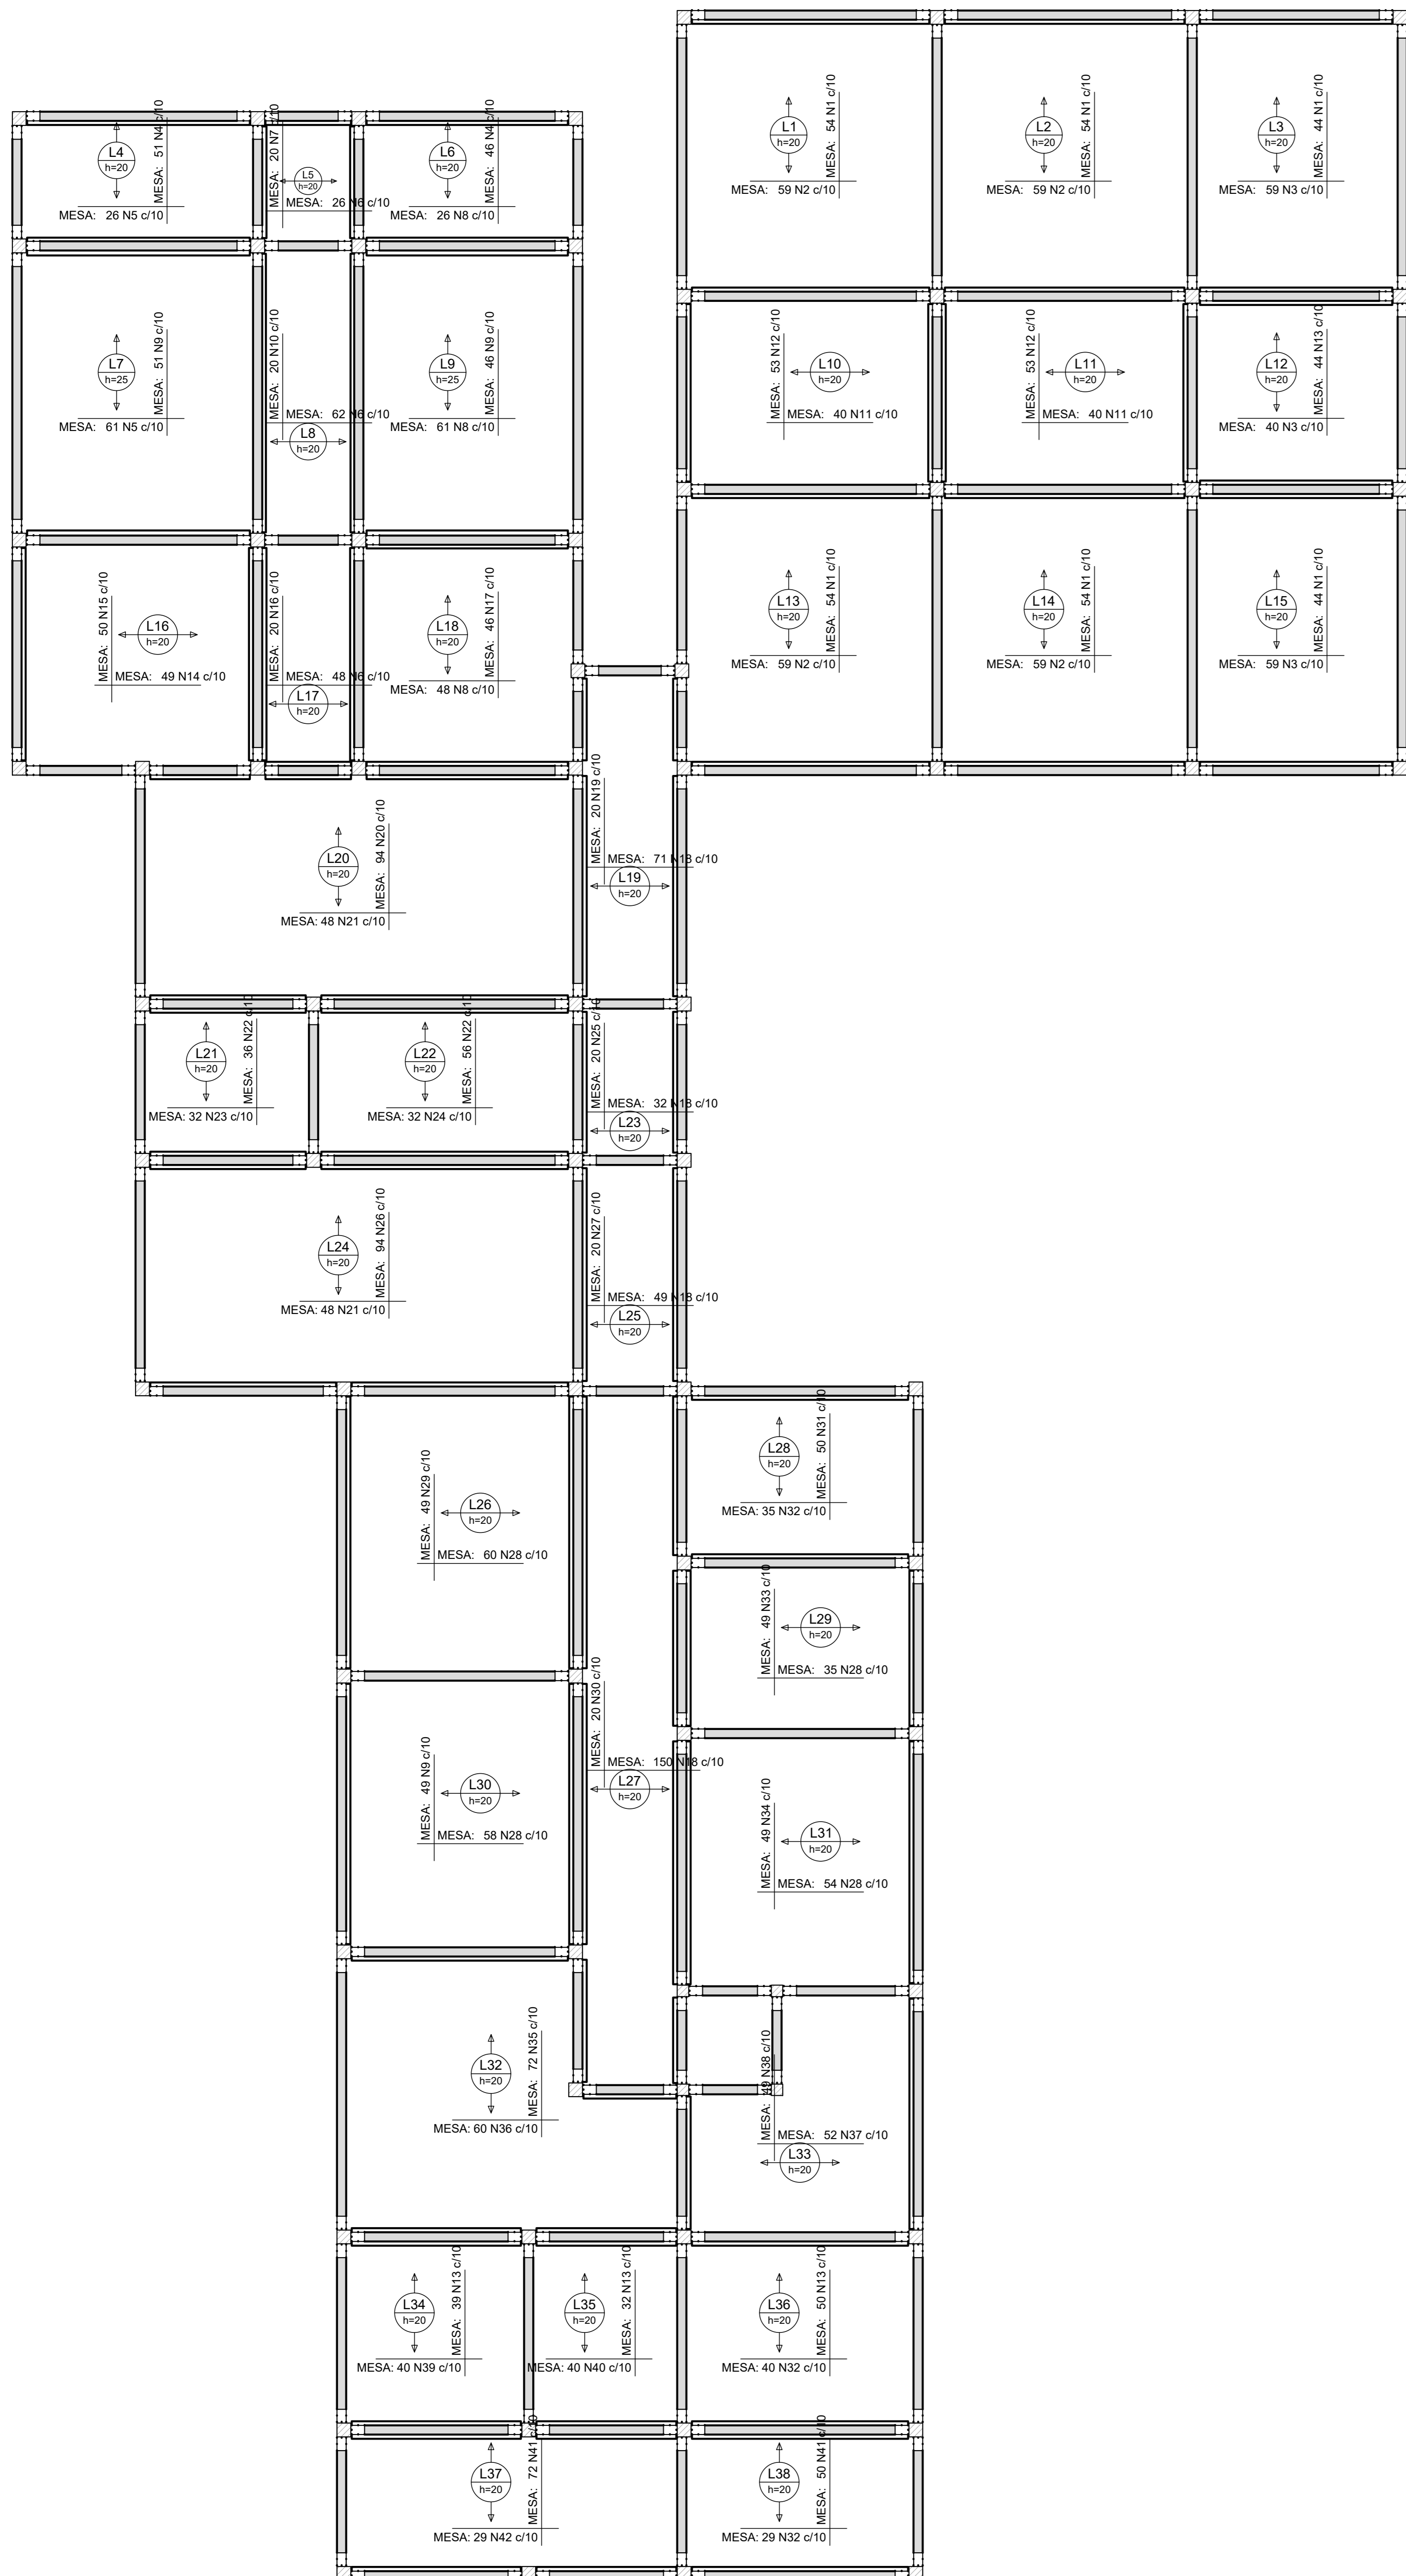 L1
h=20
MESA: 54 N1 c/10
MESA: 59 N2 c/10
L2
h=20
MESA: 54 N1 c/10
MESA: 59 N2 c/10
L3
h=20
MESA: 44 N1 c/10
MESA: 59 N3 c/10
L4
h=20
MESA: 51 N4 c/10
MESA: 26 N5 c/10
L5
h=20
MESA: 20 N7 c/10
MESA: 26 N6 c/10
L6
h=20
MESA: 46 N4 c/10
MESA: 26 N8 c/10
L7
h=25
MESA: 51 N9 c/10
MESA: 61 N5 c/10
MESA: 20 N10 c/10
MESA: 62 N6 c/10
L8
h=20
L9
h=25
MESA: 46 N9 c/10
MESA: 61 N8 c/10
MESA: 53 N12 c/10
L10
h=20
MESA: 40 N11 c/10
MESA: 53 N12 c/10
L11
h=20
MESA: 40 N11 c/10
L12
h=20
MESA: 44 N13 c/10
MESA: 40 N3 c/10
L13
h=20
MESA: 54 N1 c/10
MESA: 59 N2 c/10
L14
h=20
MESA: 54 N1 c/10
MESA: 59 N2 c/10
L15
h=20
MESA: 44 N1 c/10
MESA: 59 N3 c/10
MESA: 50 N15 c/10
L16
h=20
MESA: 49 N14 c/10
MESA: 20 N16 c/10
MESA: 48 N6 c/10
L17
h=20
L18
h=20
MESA: 46 N17 c/10
MESA: 48 N8 c/10
MESA: 20 N19 c/10
MESA: 71 N18 c/10
L19
h=20
L20
h=20
MESA: 94 N20 c/10
MESA: 48 N21 c/10
L21
h=20
MESA: 36 N22 c/11
MESA: 32 N23 c/10
L22
h=20
MESA: 56 N22 c/11
MESA: 32 N24 c/10
MESA: 20 N25 c/10
MESA: 32 N18 c/10
L23
h=20
L24
h=20
MESA: 94 N26 c/10
MESA: 48 N21 c/10
MESA: 20 N27 c/10
MESA: 49 N18 c/10
L25
h=20
MESA: 49 N29 c/10
L26
h=20
MESA: 60 N28 c/10
MESA: 20 N30 c/10
MESA: 150 N18 c/10
L27
h=20
L28
h=20
MESA: 50 N31 c/10
MESA: 35 N32 c/10
MESA: 49 N33 c/10
L29
h=20
MESA: 35 N28 c/10
MESA: 49 N9 c/10
L30
h=20
MESA: 58 N28 c/10
MESA: 49 N34 c/10
L31
h=20
MESA: 54 N28 c/10
L32
h=20
MESA: 72 N35 c/10
MESA: 60 N36 c/10
MESA: 49 N38 c/10
MESA: 52 N37 c/10
L33
h=20
L34
h=20
MESA: 39 N13 c/10
MESA: 40 N39 c/10
L35
h=20
MESA: 32 N13 c/10
MESA: 40 N40 c/10
L36
h=20
MESA: 50 N13 c/10
MESA: 40 N32 c/10
L37
h=20
MESA: 72 N41 c/10
MESA: 29 N42 c/10
L38
h=20
MESA: 50 N41 c/10
MESA: 29 N32 c/10